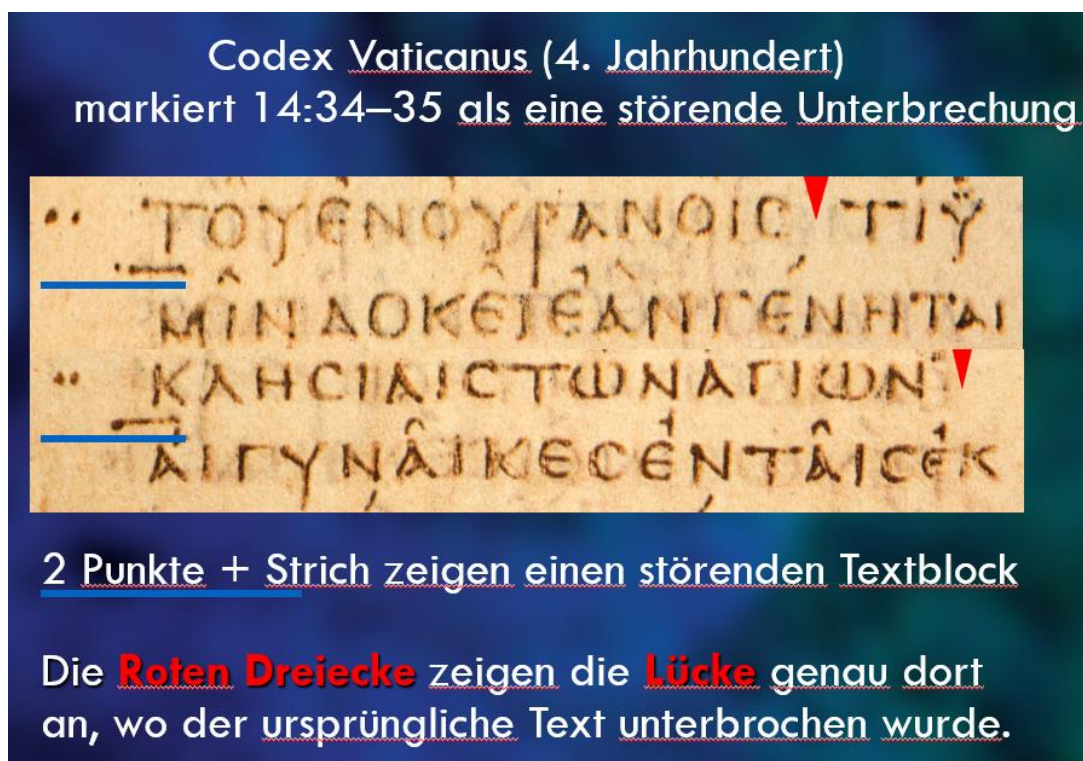 Codex Vaticanus (4. Jahrhundert)
markiert 14:34–35 als eine störende Unterbrechung.
·· ΤΟΥΕΝΟΥΡΑΝΟΙϹ ΤΙΫ
ΜΙΝΔΟΚΕΙΕΑΝΓΕΝΗΤΑΙ
·· ΚΛΗϹΙΑΙϹΤΩΝΑΓΙΩΝ
ΑΙΓΥΝΑΙΚΕϹΕΝΤΑΙϹΕΚ
2 Punkte + Strich zeigen einen störenden Textblock
Die Roten Dreiecke zeigen die Lücke genau dort
an, wo der ursprüngliche Text unterbrochen wurde.